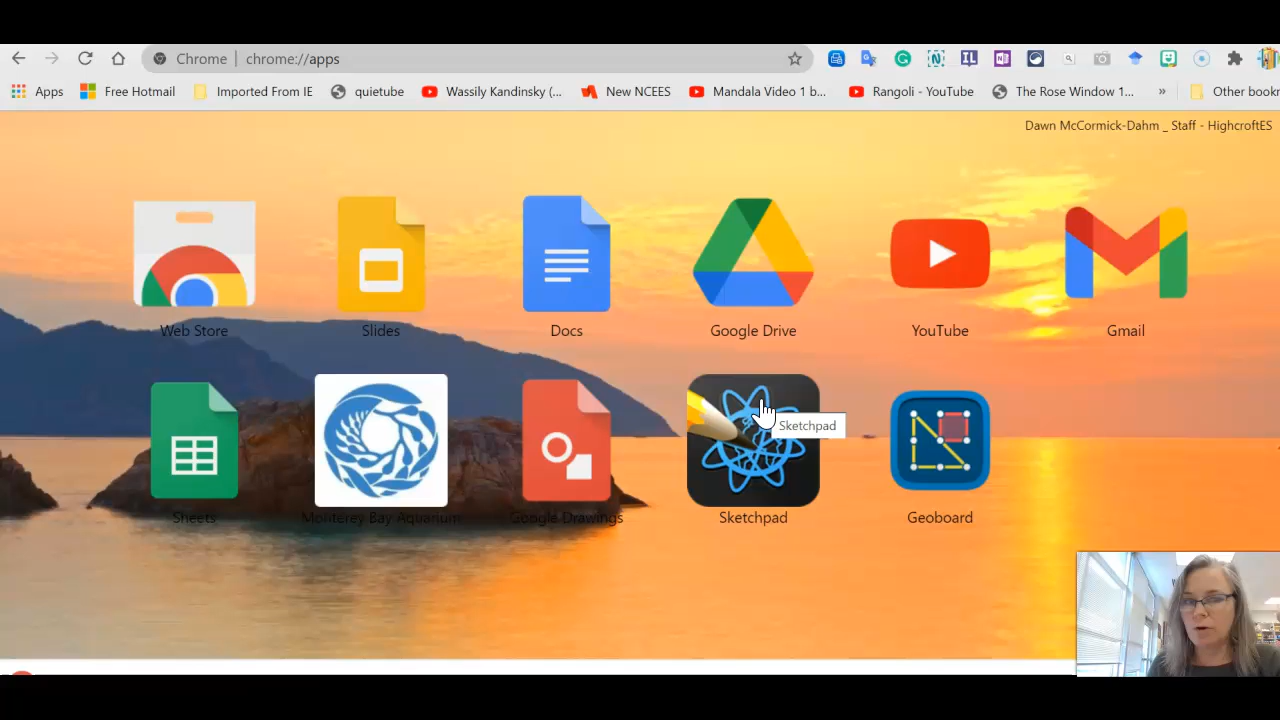 Chrome | chrome://apps
Apps Free Hotmail Imported From IE quietube Wassily Kandinsky (... New NCEES Mandala Video 1 b... Rangoli - YouTube The Rose Window 1... » Other bookm
Dawn McCormick-Dahm _ Staff - HighcroftES
Web Store Slides Docs Google Drive YouTube Gmail
Sketchpad
Sheets Monterey Bay Aquarium Google Drawings Sketchpad Geoboard